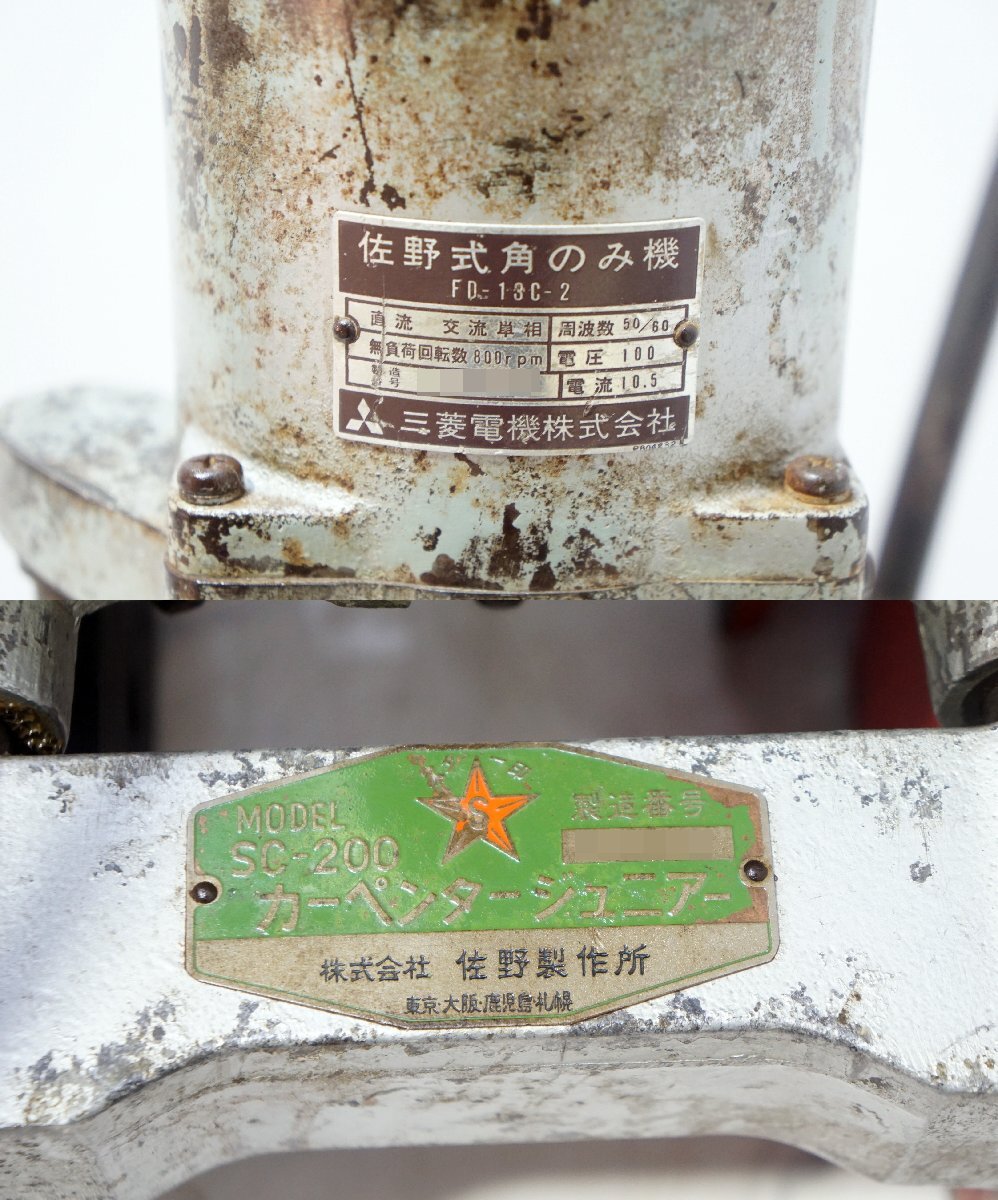 佐野式角のみ機
FD-13C-2
直流 交流単相 周波数 50/60
無負荷回転数 800rpm 電圧 100
製造番号 電流 10.5
三菱電機株式会社
S
MODEL
SC-200
製造番号
カーペンタージュニアー
株式会社 佐野製作所
東京・大阪・鹿児島・札幌